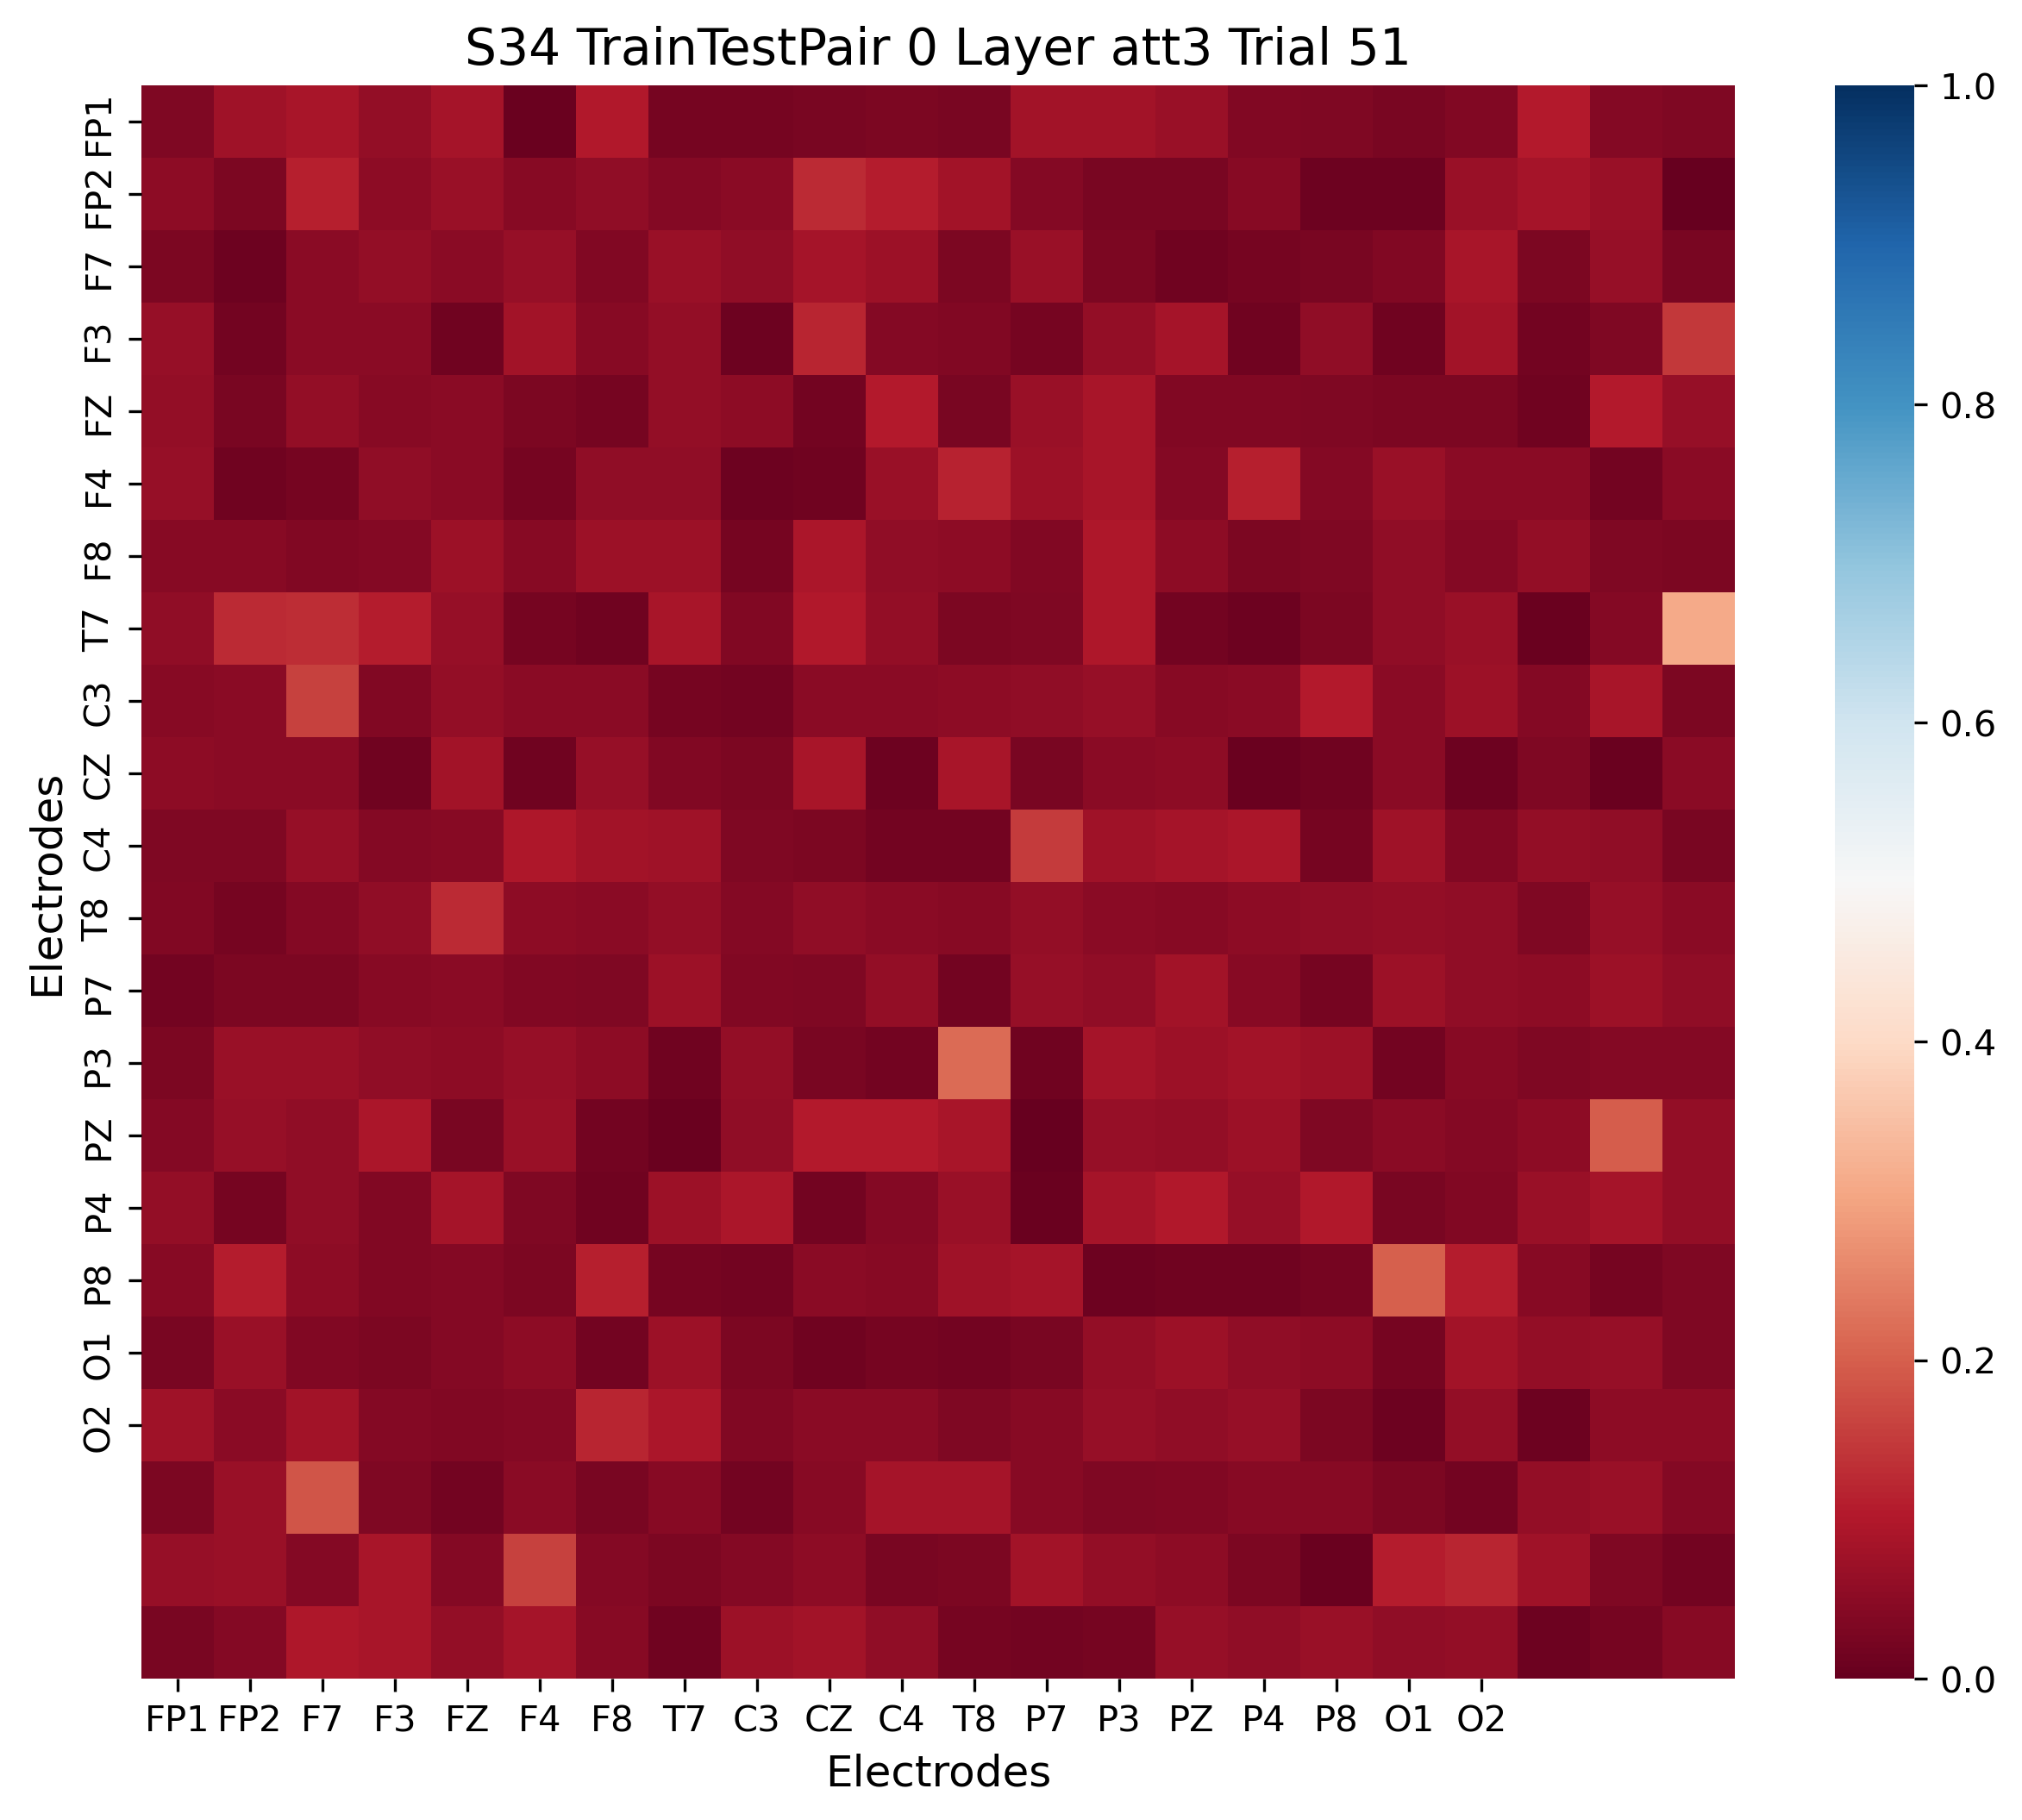 S34 TrainTestPair 0 Layer att3 Trial 51
Electrodes
FP1
FP2
F7
F3
FZ
F4
F8
T7
C3
CZ
C4
T8
P7
P3
PZ
P4
P8
O1
O2
FP1 FP2 F7 F3 FZ F4 F8 T7 C3 CZ C4 T8 P7 P3 PZ P4 P8 O1 O2
Electrodes
1.0
0.8
0.6
0.4
0.2
0.0